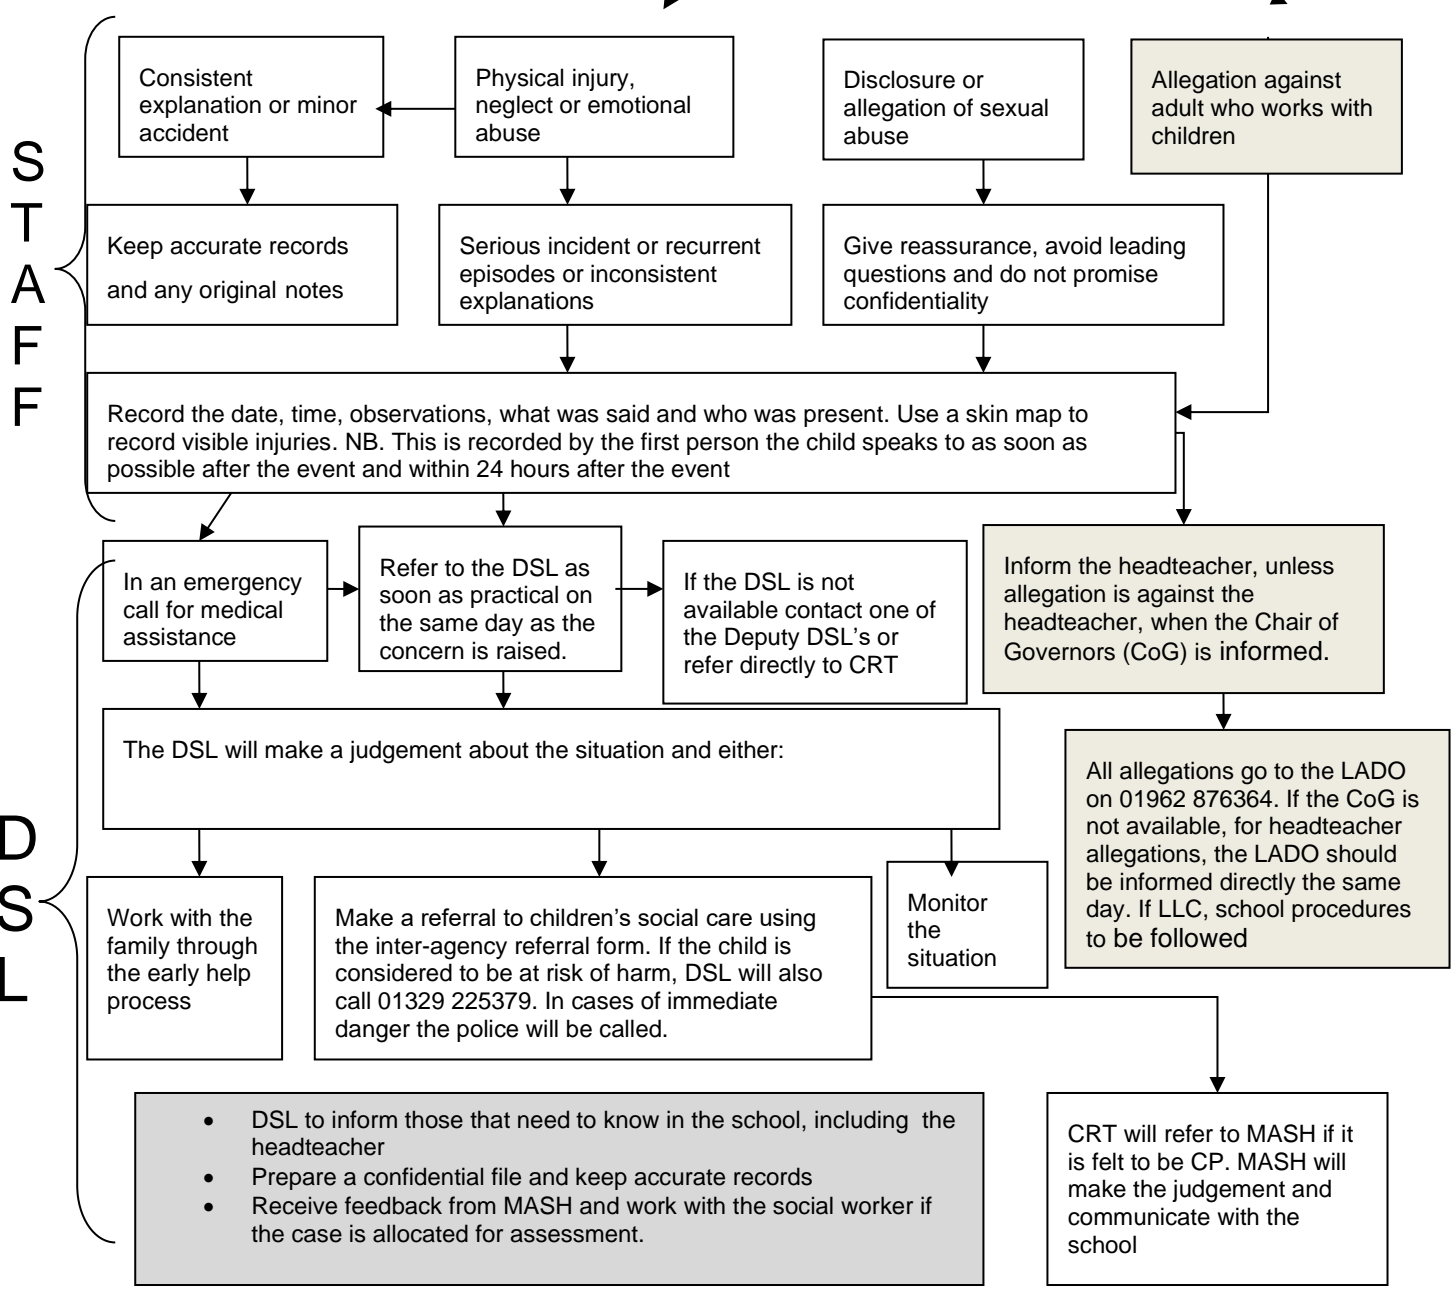 S
T
A
F
F
Consistent
explanation or minor
accident
Physical injury,
neglect or emotional
abuse
Disclosure or
allegation of sexual
abuse
Allegation against
adult who works with
children
Keep accurate records
and any original notes
Serious incident or recurrent
episodes or inconsistent
explanations
Give reassurance, avoid leading
questions and do not promise
confidentiality
Record the date, time, observations, what was said and who was present. Use a skin map to
record visible injuries. NB. This is recorded by the first person the child speaks to as soon as
possible after the event and within 24 hours after the event
D
S
L
In an emergency
call for medical
assistance
Refer to the DSL as
soon as practical on
the same day as the
concern is raised.
If the DSL is not
available contact one of
the Deputy DSL's or
refer directly to CRT
Inform the headteacher, unless
allegation is against the
headteacher, when the Chair of
Governors (CoG) is informed.
The DSL will make a judgement about the situation and either:
All allegations go to the LADO
on 01962 876364. If the CoG is
not available, for headteacher
allegations, the LADO should
be informed directly the same
day. If LLC, school procedures
to be followed
Work with the
family through
the early help
process
Make a referral to children's social care using
the inter-agency referral form. If the child is
considered to be at risk of harm, DSL will also
call 01329 225379. In cases of immediate
danger the police will be called.
Monitor
the
situation
• DSL to inform those that need to know in the school, including the
headteacher
• Prepare a confidential file and keep accurate records
• Receive feedback from MASH and work with the social worker if
the case is allocated for assessment.
CRT will refer to MASH if it
is felt to be CP. MASH will
make the judgement and
communicate with the
school